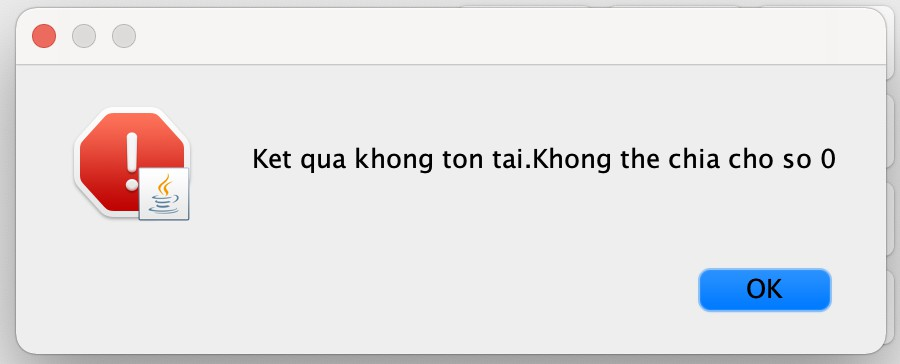 Ket qua khong ton tai.Khong the chia cho so 0
OK